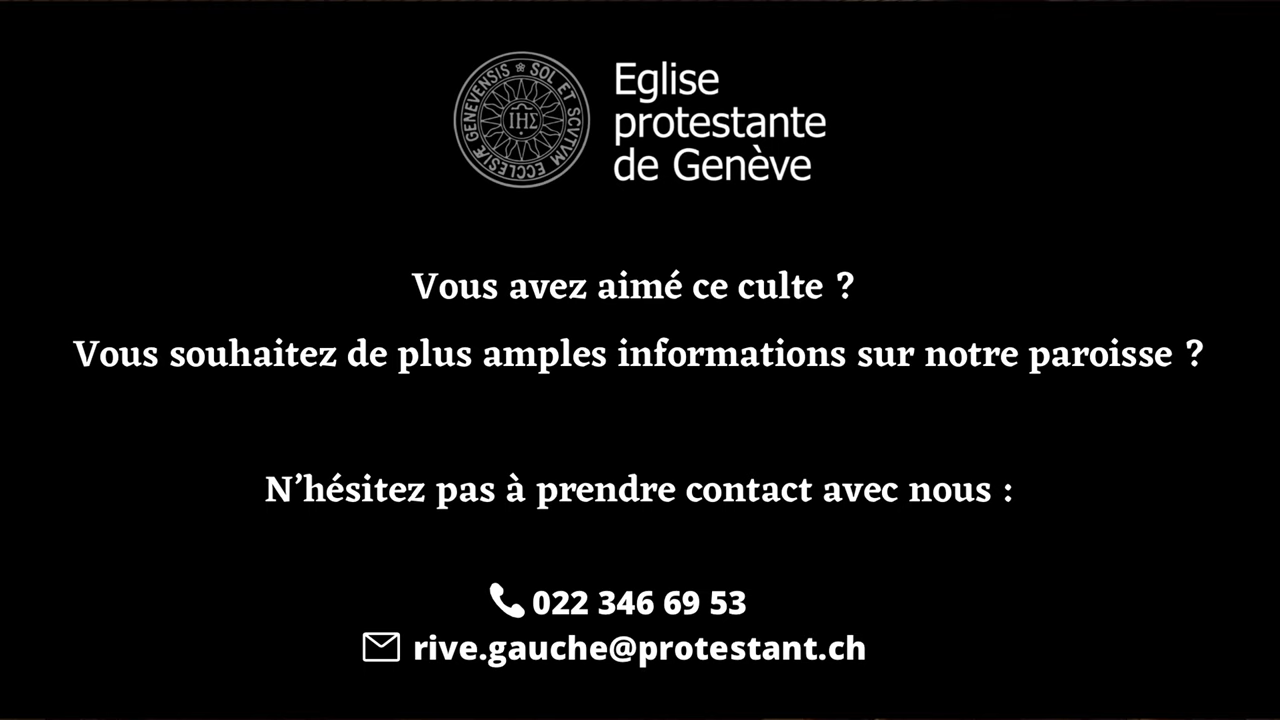 SOL ET SCVTVM ECCLESIÆ GENEVENSIS
ΙΗΣ
Eglise
protestante
de Genève
Vous avez aimé ce culte ?
Vous souhaitez de plus amples informations sur notre paroisse ?
N’hésitez pas à prendre contact avec nous :
022 346 69 53
rive.gauche@protestant.ch